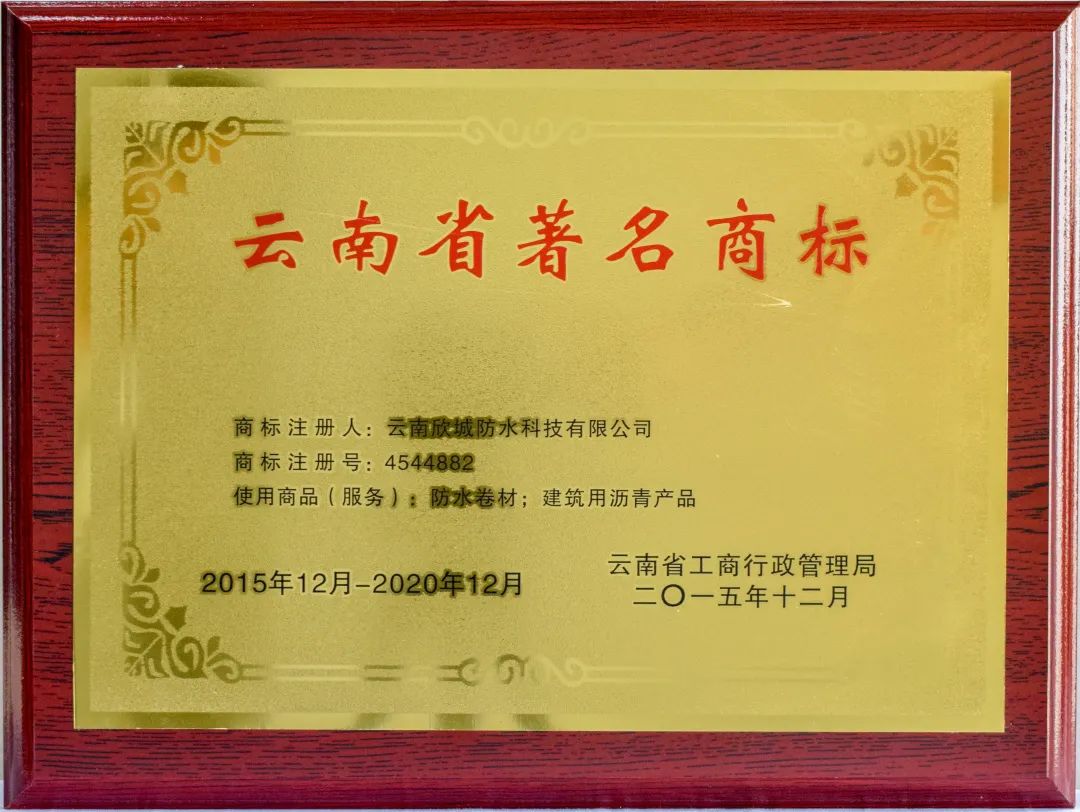 云南省著名商标
商标注册人：云南欣城防水科技有限公司
商标注册号：4544882
使用商品（服务）：防水卷材；建筑用沥青产品
2015年12月-2020年12月
云南省工商行政管理局
二〇一五年十二月